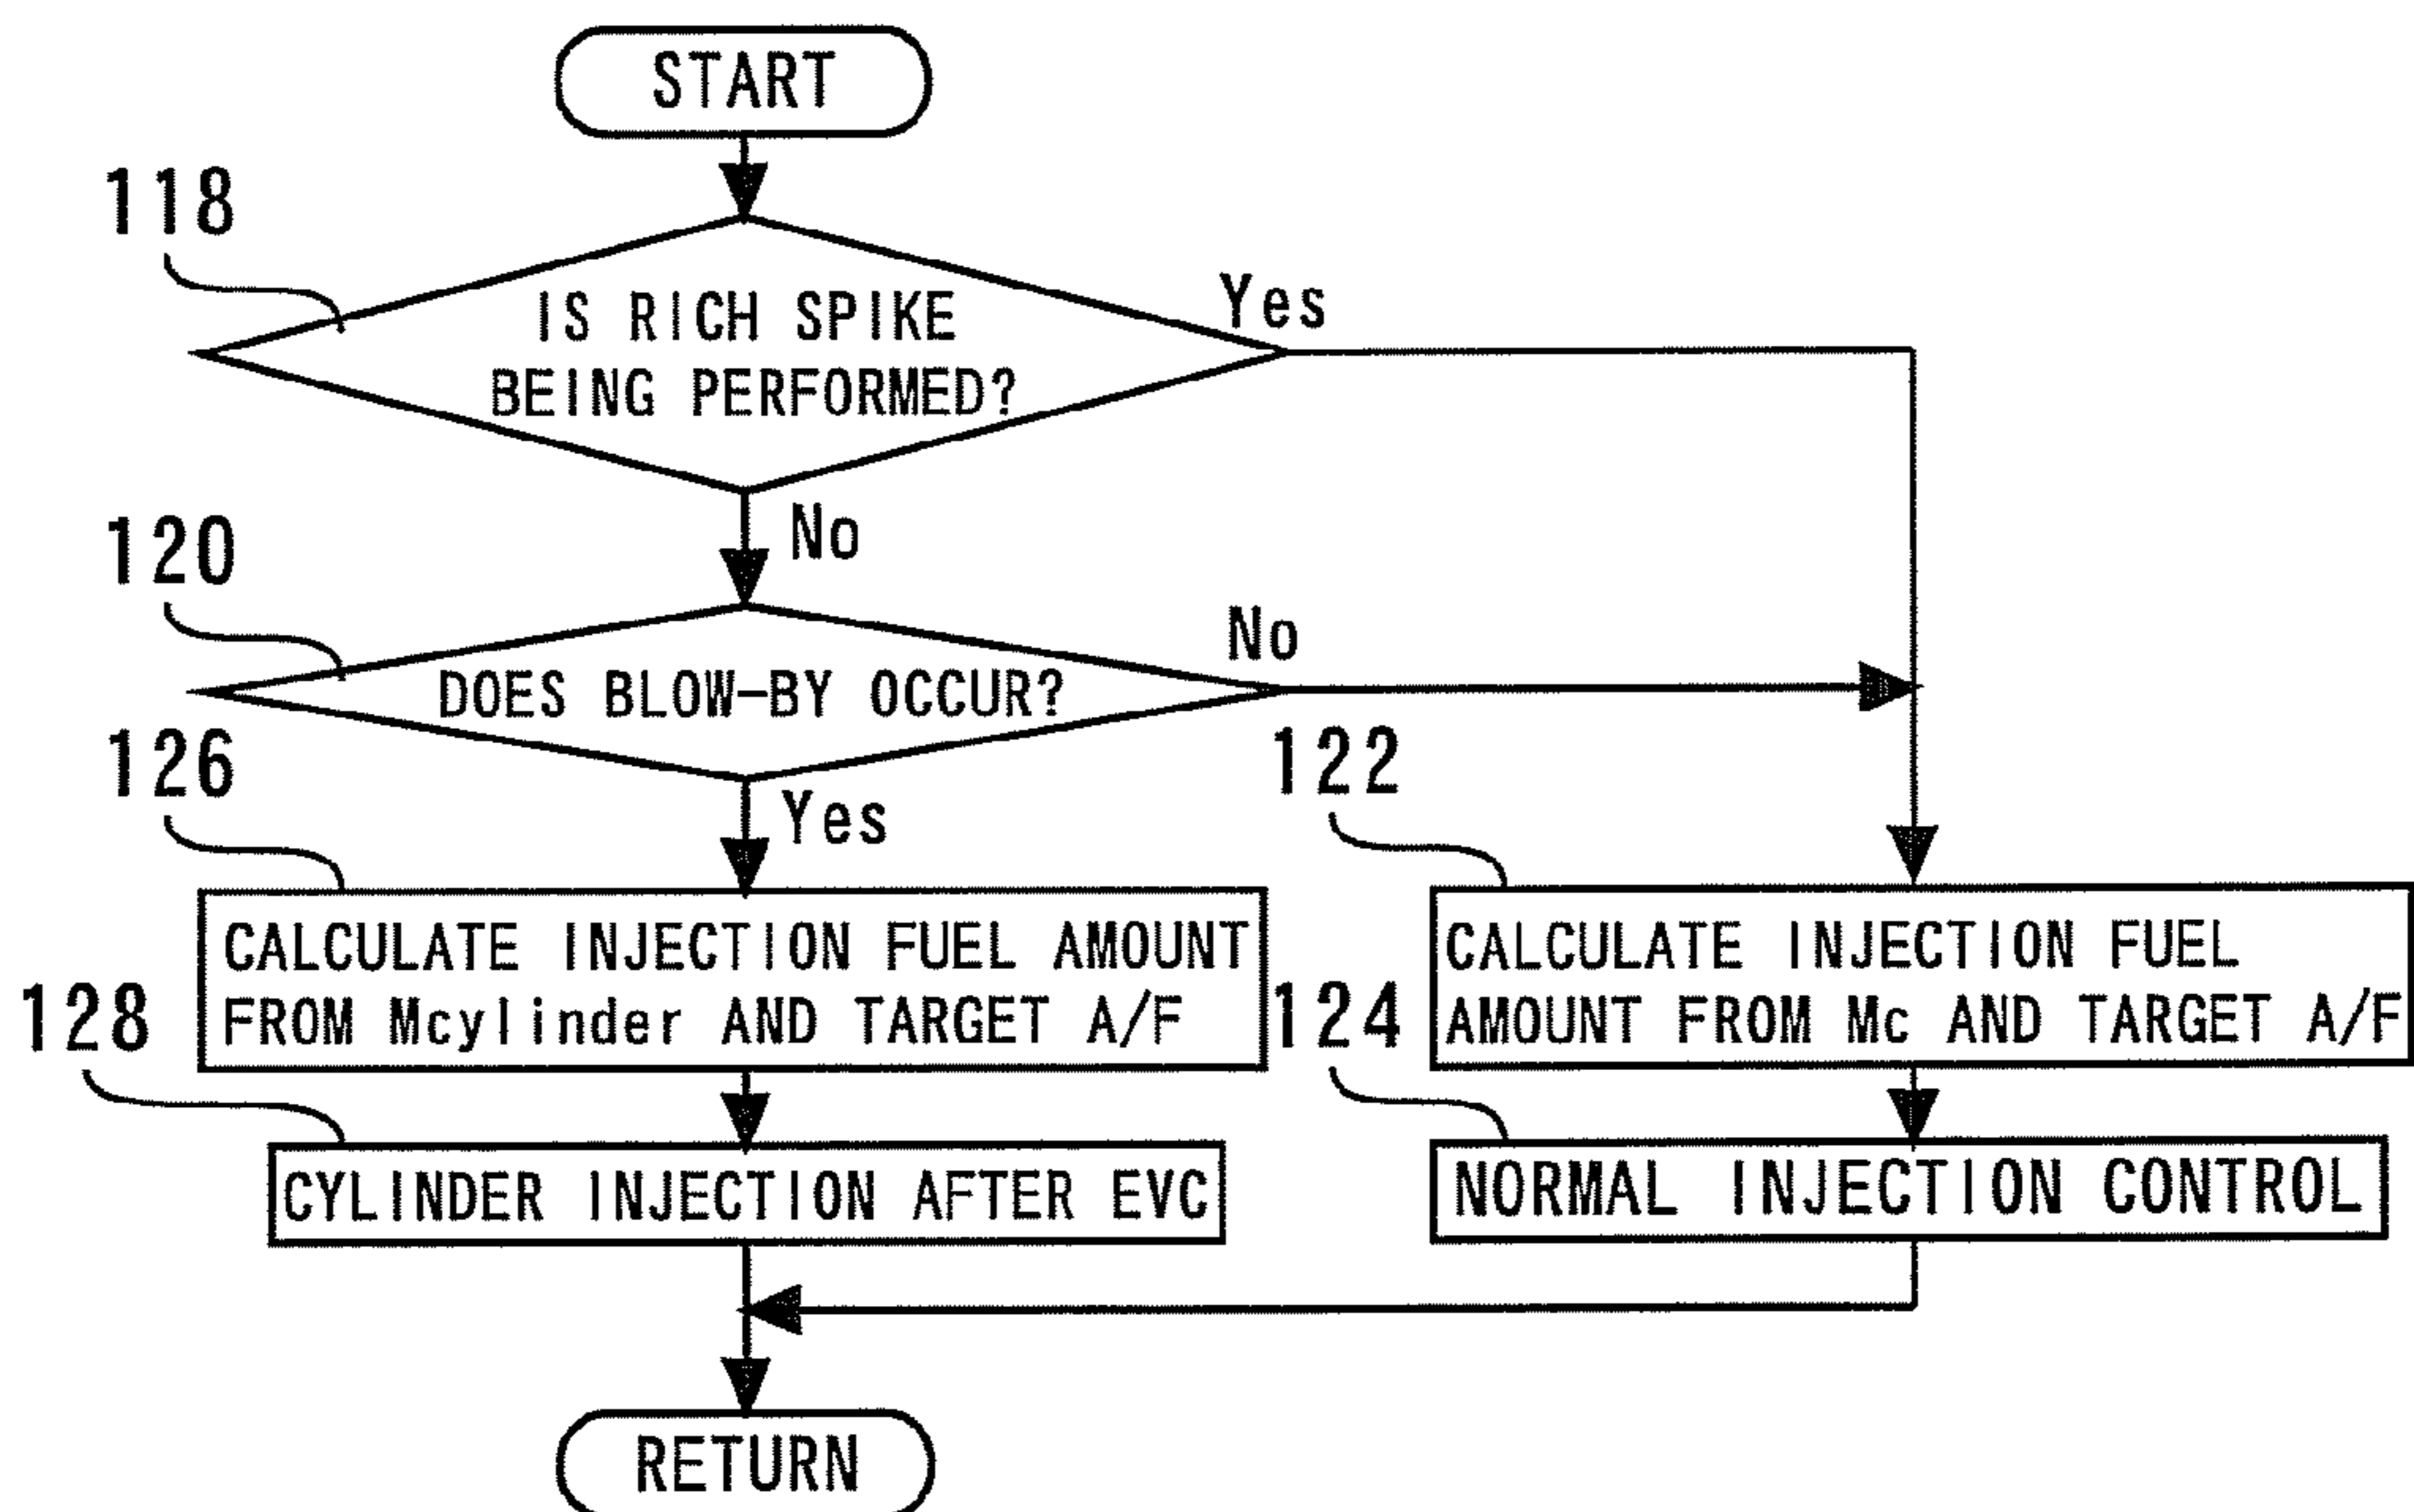 START
118
IS RICH SPIKE
BEING PERFORMED?
Yes
No
120
DOES BLOW-BY OCCUR?
No
Yes
126
CALCULATE INJECTION FUEL AMOUNT
FROM Mcylinder AND TARGET A/F
122
CALCULATE INJECTION FUEL
AMOUNT FROM Mc AND TARGET A/F
128
CYLINDER INJECTION AFTER EVC
124
NORMAL INJECTION CONTROL
RETURN